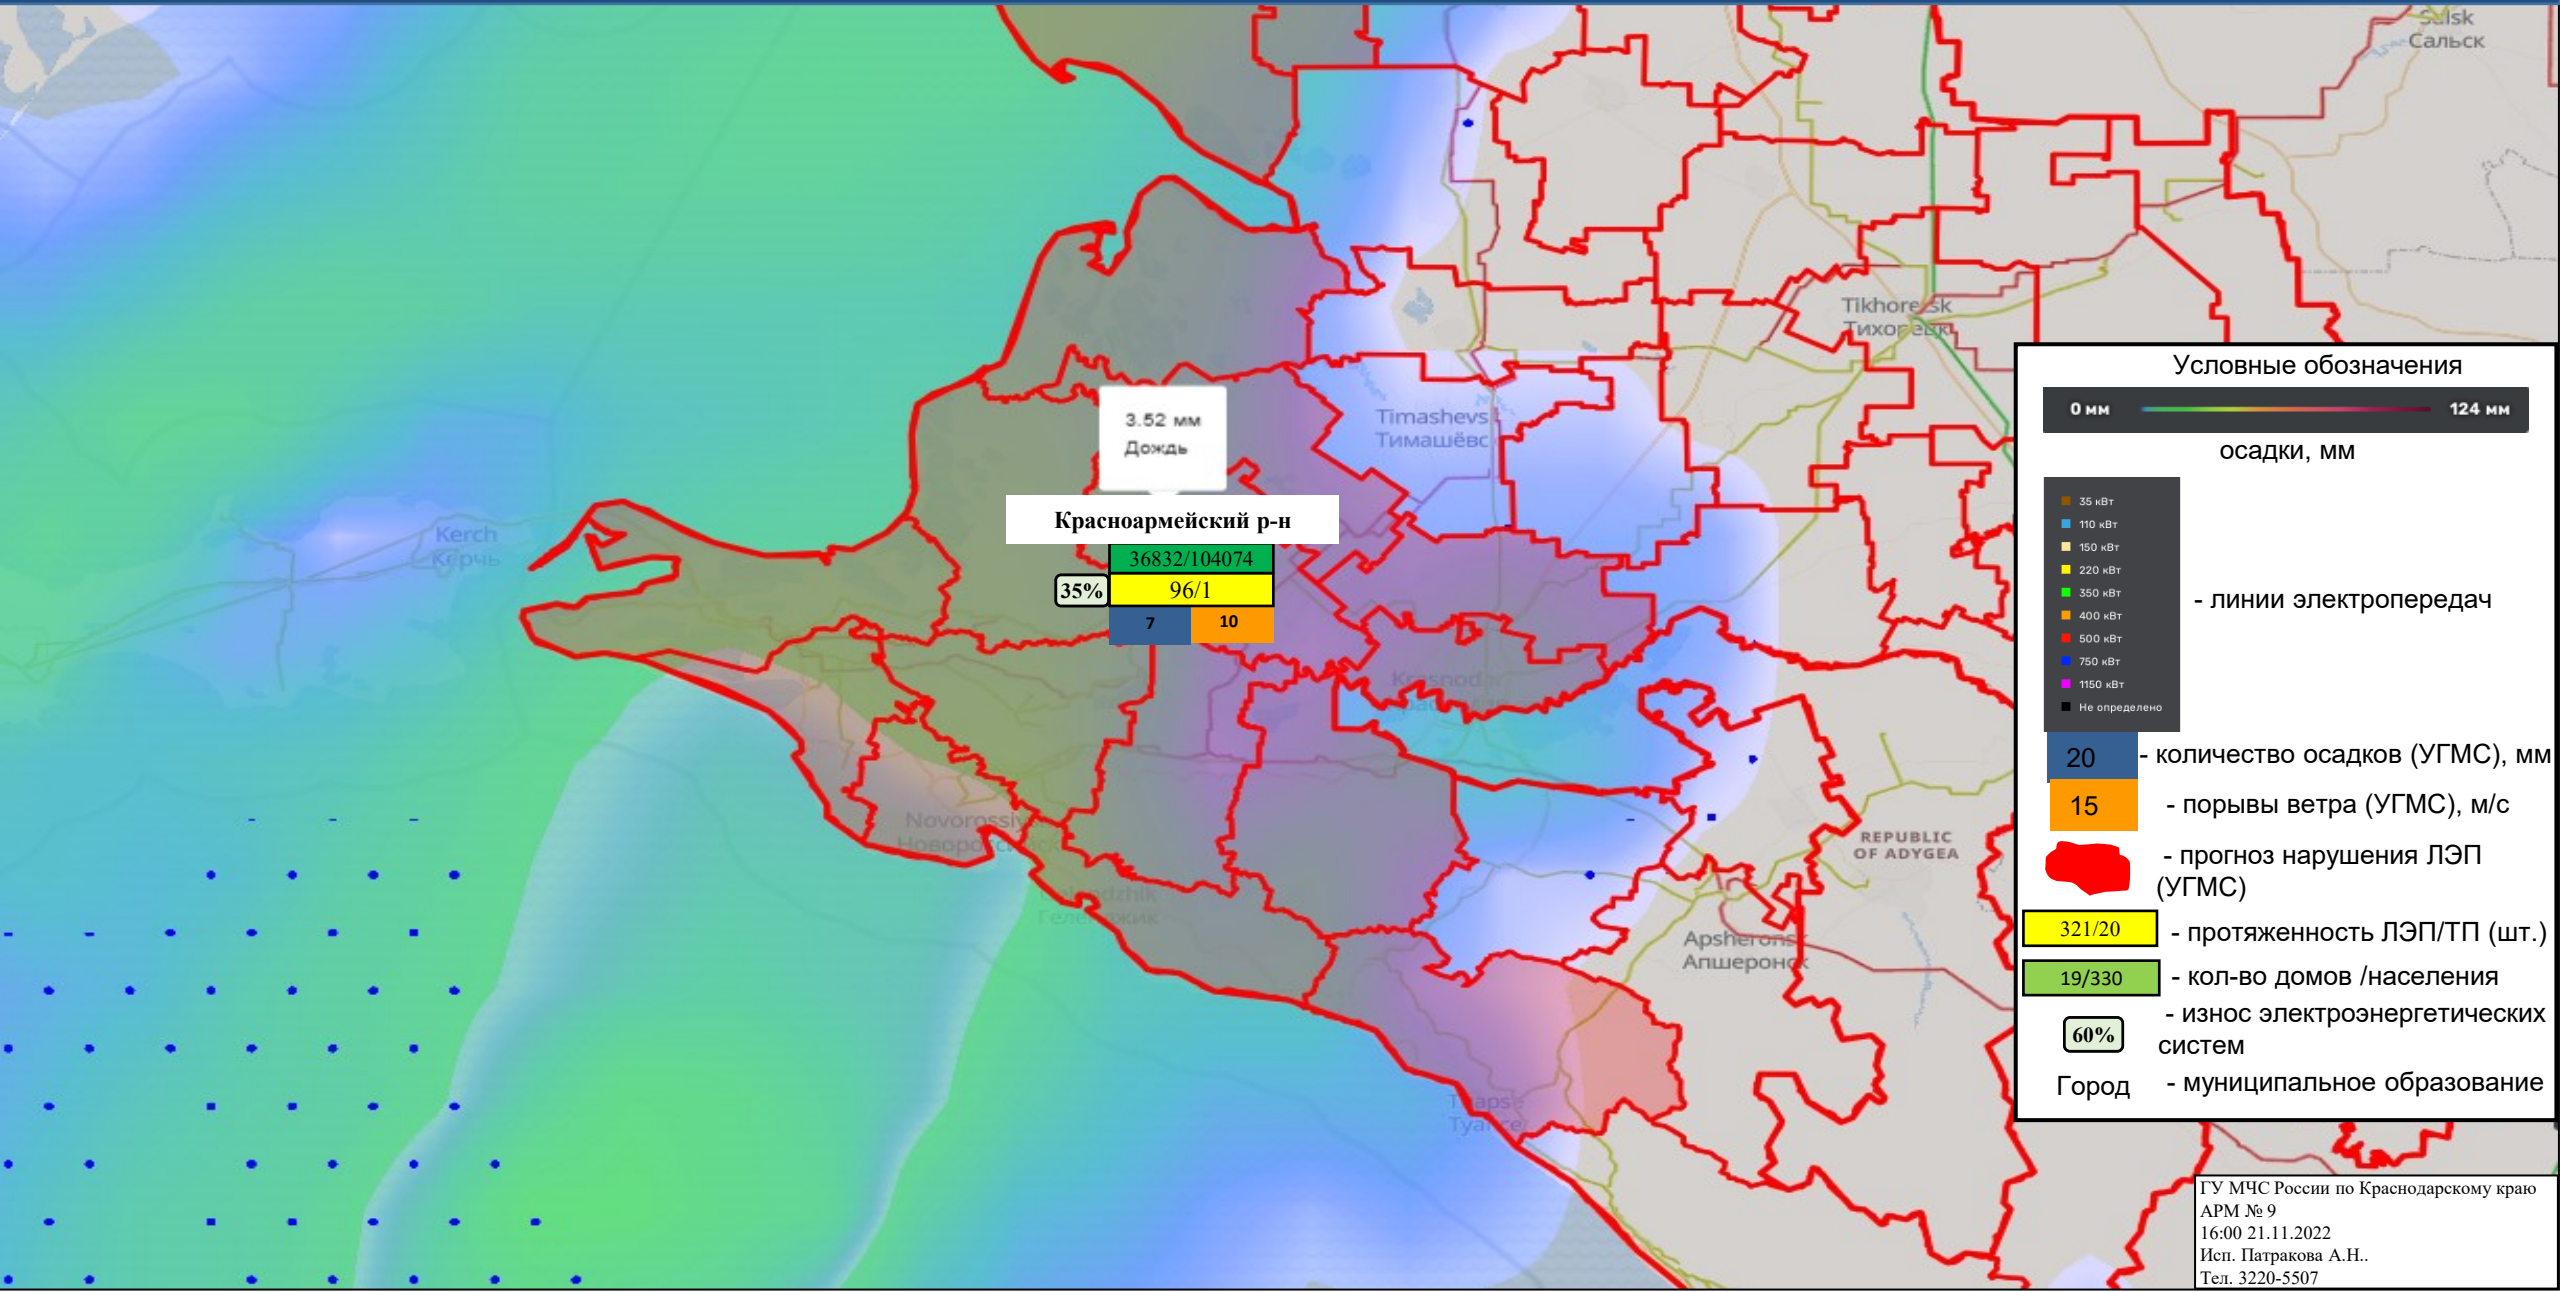 Salsk
Сальск
Tikhoretsk
Тихорецк
Timashevs
Тимашёвс
3.52 мм
Дождь
Красноармейский р-н
36832/104074
35%
96/1
7
10
Kerch
Керчь
Krasnodar
Novorossiy
Новороссийск
Геленджик
REPUBLIC
OF ADYGEA
Apsheronsk
Апшеронск
Tuapse
Туапсе
Условные обозначения
0 мм
124 мм
осадки, мм
35 кВт
110 кВт
150 кВт
220 кВт
350 кВт
400 кВт
500 кВт
750 кВт
1150 кВт
Не определено
- линии электропередач
20
- количество осадков (УГМС), мм
15
- порывы ветра (УГМС), м/с
- прогноз нарушения ЛЭП
(УГМС)
321/20
- протяженность ЛЭП/ТП (шт.)
19/330
- кол-во домов /населения
- износ электроэнергетических
60%
систем
Город
- муниципальное образование
ГУ МЧС России по Краснодарскому краю
АРМ № 9
16:00 21.11.2022
Исп. Патракова А.Н..
Тел. 3220-5507